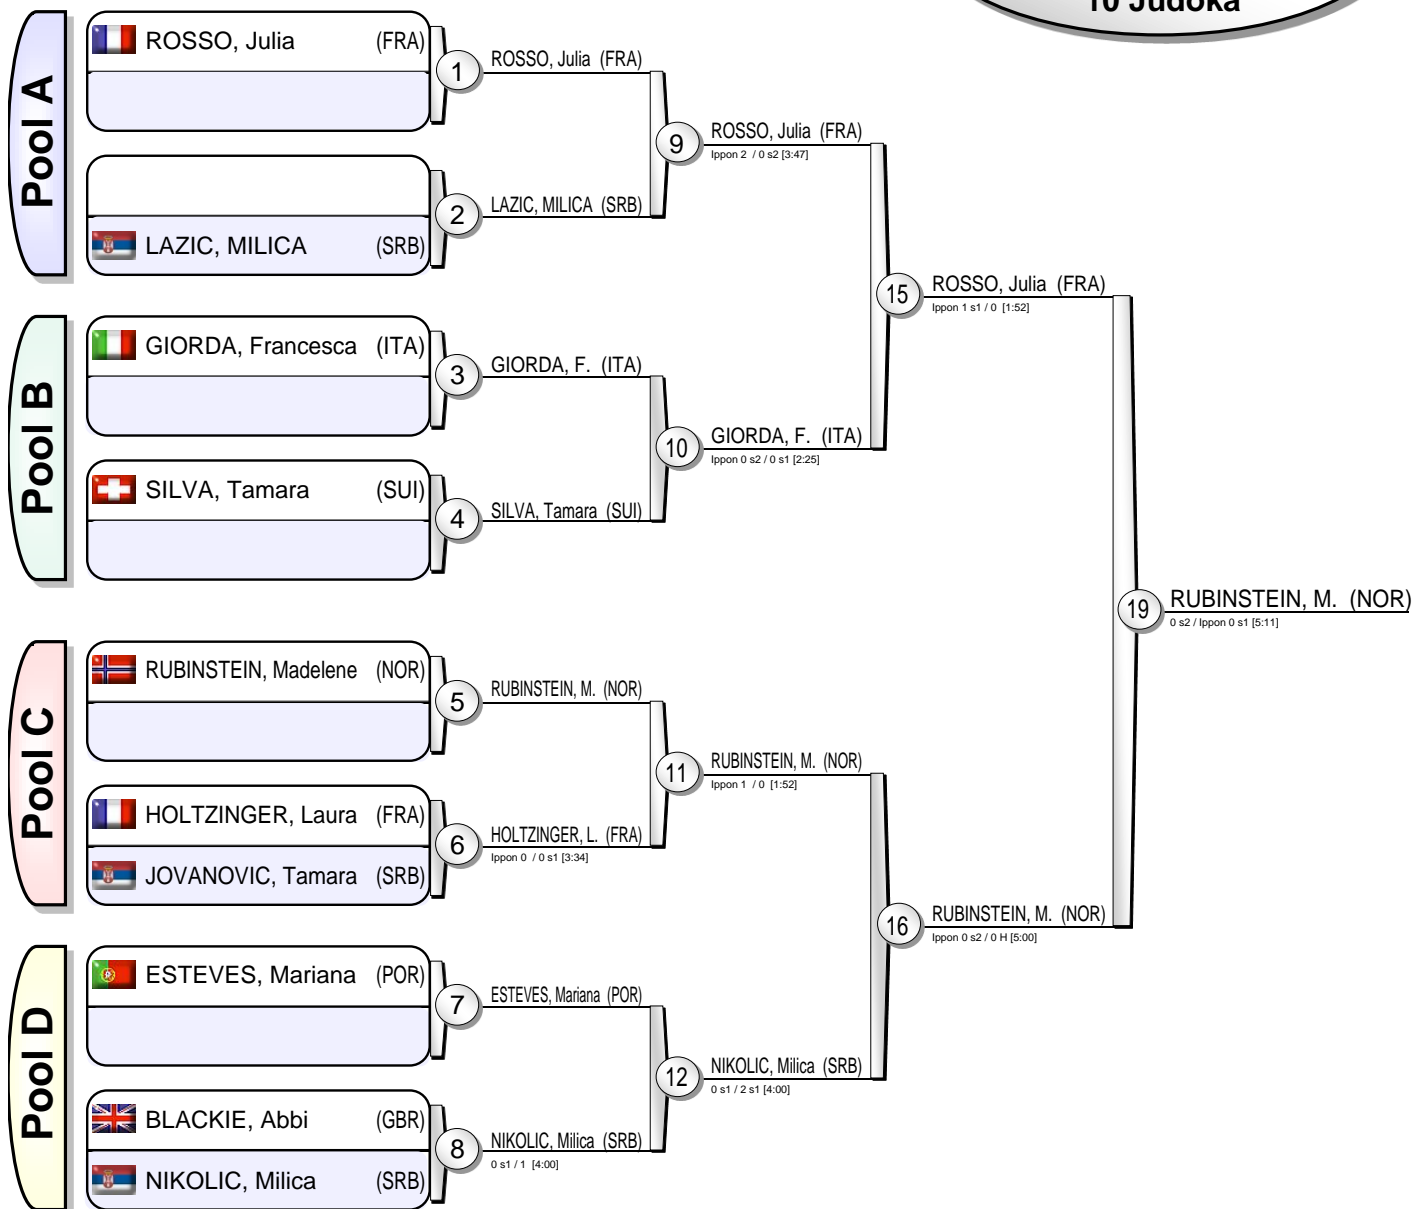 10 Judoka
Pool A
ROSSO, Julia (FRA)
LAZIC, MILICA (SRB)
1
ROSSO, Julia (FRA)
2
LAZIC, MILICA (SRB)
9
ROSSO, Julia (FRA)
Ippon 2 / 0 s2 [3:47]
Pool B
GIORDA, Francesca (ITA)
SILVA, Tamara (SUI)
3
GIORDA, F. (ITA)
4
SILVA, Tamara (SUI)
10
GIORDA, F. (ITA)
Ippon 0 s2 / 0 s1 [2:25]
15
ROSSO, Julia (FRA)
Ippon 1 s1 / 0 [1:52]
Pool C
RUBINSTEIN, Madelene (NOR)
HOLTZINGER, Laura (FRA)
JOVANOVIC, Tamara (SRB)
5
RUBINSTEIN, M. (NOR)
6
HOLTZINGER, L. (FRA)
Ippon 0 / 0 s1 [3:34]
11
RUBINSTEIN, M. (NOR)
Ippon 1 / 0 [1:52]
Pool D
ESTEVES, Mariana (POR)
BLACKIE, Abbi (GBR)
NIKOLIC, Milica (SRB)
7
ESTEVES, Mariana (POR)
8
NIKOLIC, Milica (SRB)
0 s1 / 1 [4:00]
12
NIKOLIC, Milica (SRB)
0 s1 / 2 s1 [4:00]
16
RUBINSTEIN, M. (NOR)
Ippon 0 s2 / 0 H [5:00]
19
RUBINSTEIN, M. (NOR)
0 s2 / Ippon 0 s1 [5:11]